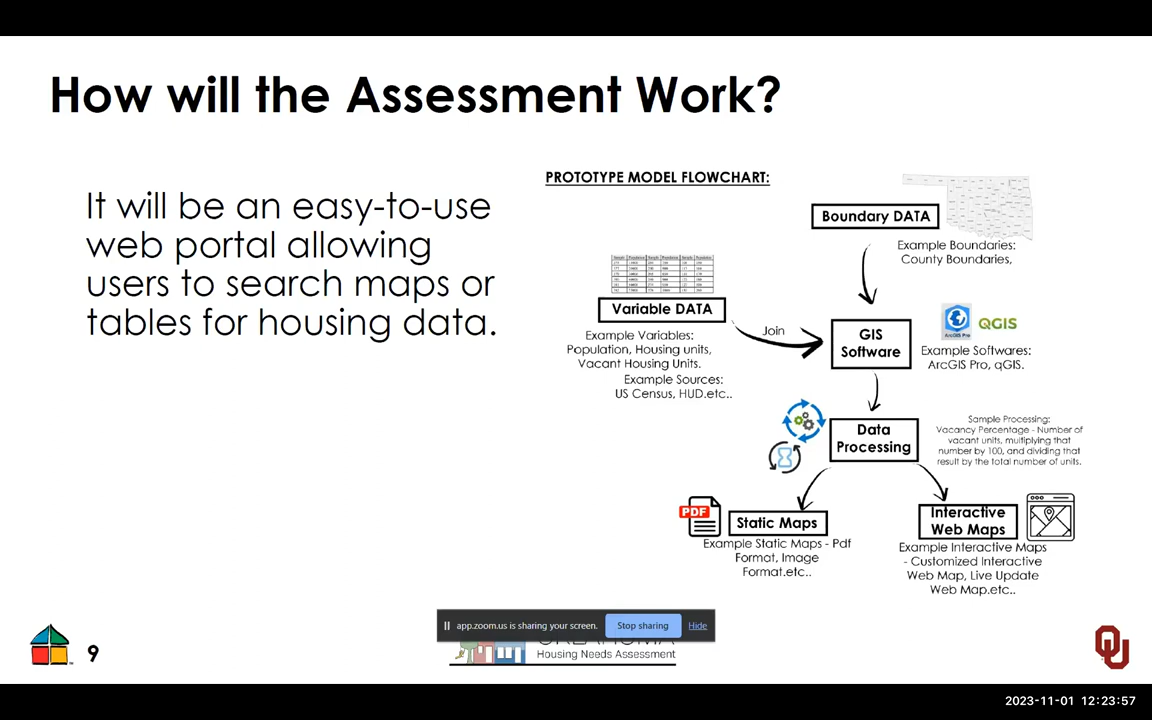 How will the Assessment Work?
It will be an easy-to-use
web portal allowing
users to search maps or
tables for housing data.
PROTOTYPE MODEL FLOWCHART:
Boundary DATA
Example Boundaries:
County Boundaries,
Variable DATA
Example Variables:
Population, Housing units,
Vacant Housing Units.
Example Sources:
US Census, HUD.etc..
Join
GIS
Software
ArcGIS Pro
QGIS
Example Softwares:
ArcGIS Pro, qGIS.
Data
Processing
Sample Processing:
Vacancy Percentage - Number of
vacant units, multiplying that
number by 100, and dividing that
result by the total number of units.
PDF
Static Maps
Example Static Maps - Pdf
Format, Image
Format.etc..
Interactive
Web Maps
Example Interactive Maps
- Customized Interactive
Web Map, Live Update
Web Map.etc..
app.zoom.us is sharing your screen.
Stop sharing
Hide
Housing Needs Assessment
9
OU
2023-11-01 12:23:57